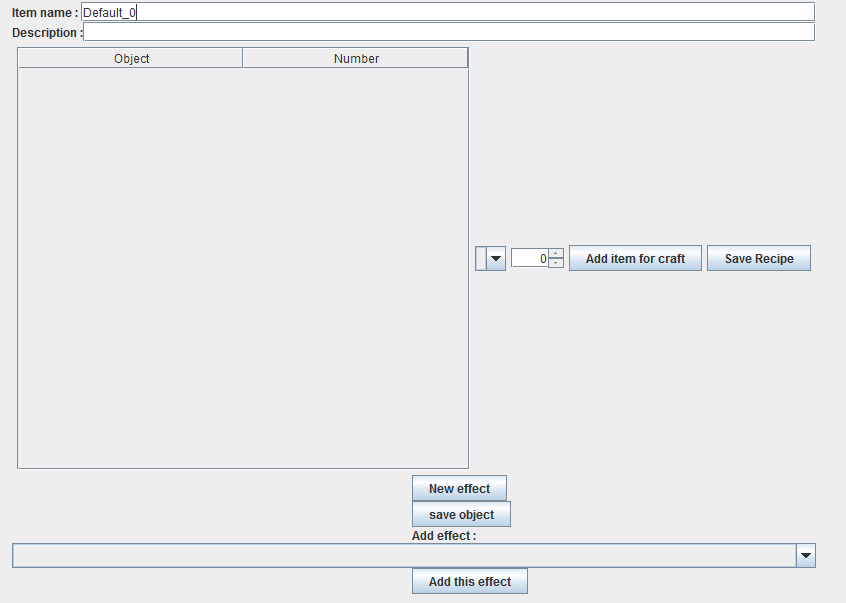 Item name : Default_0
Description :
Object Number
0 Add item for craft Save Recipe
New effect
save object
Add effect :
Add this effect